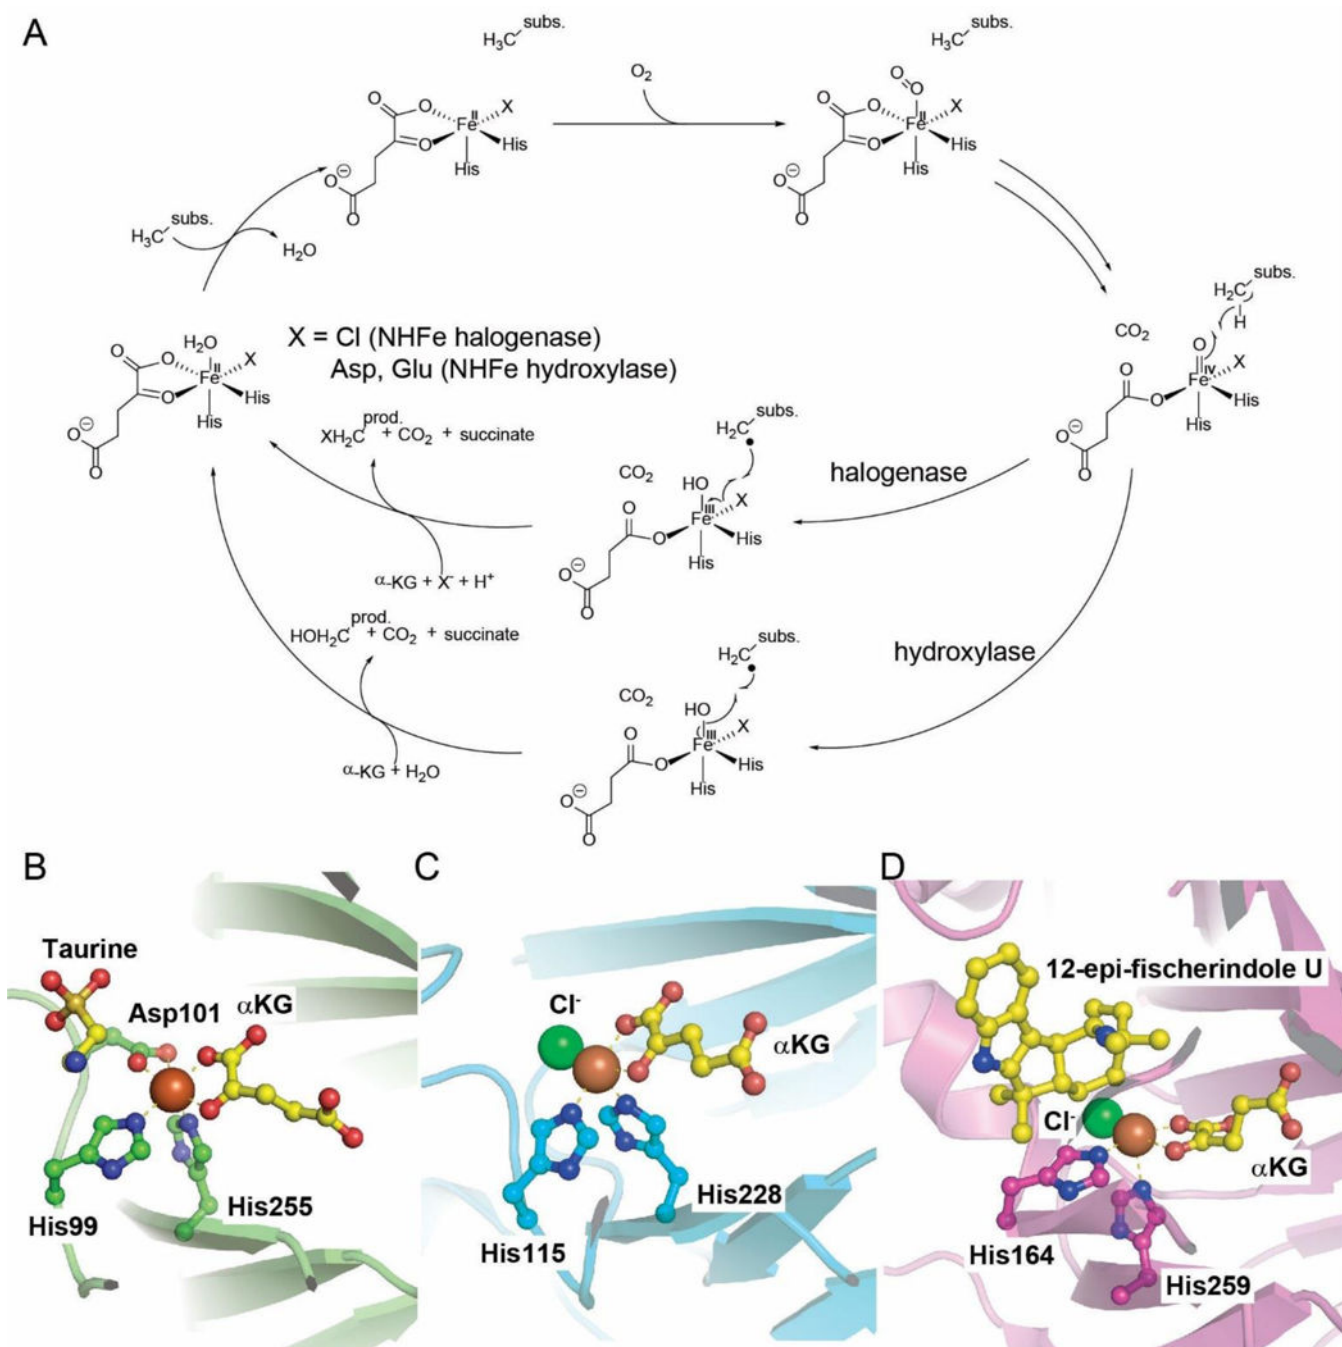 A
subs.
H3C
O
O
Fe
II
X
O
His
His
O
⊖
O
O2
subs.
H3C
O
O
O
O
Fe
II
X
O
His
His
O
⊖
O
subs.
H3C
H2O
subs.
H2C
H
CO2
O
O
Fe
IV
X
O
His
His
O
⊖
O
H2O
O
O
Fe
II
X
O
His
His
O
⊖
O
X = Cl (NHFe halogenase)
Asp, Glu (NHFe hydroxylase)
prod.
XH2C + CO2 + succinate
α-KG + X- + H+
subs.
H2C
CO2
HO
O
Fe
III
X
O
His
His
O
⊖
O
halogenase
prod.
HOH2C + CO2 + succinate
α-KG + H2O
subs.
H2C
CO2
HO
O
Fe
III
X
O
His
His
O
⊖
O
hydroxylase
B
Taurine
Asp101
αKG
His99
His255
C
Cl-
αKG
His228
His115
D
12-epi-fischerindole U
Cl-
αKG
His164
His259